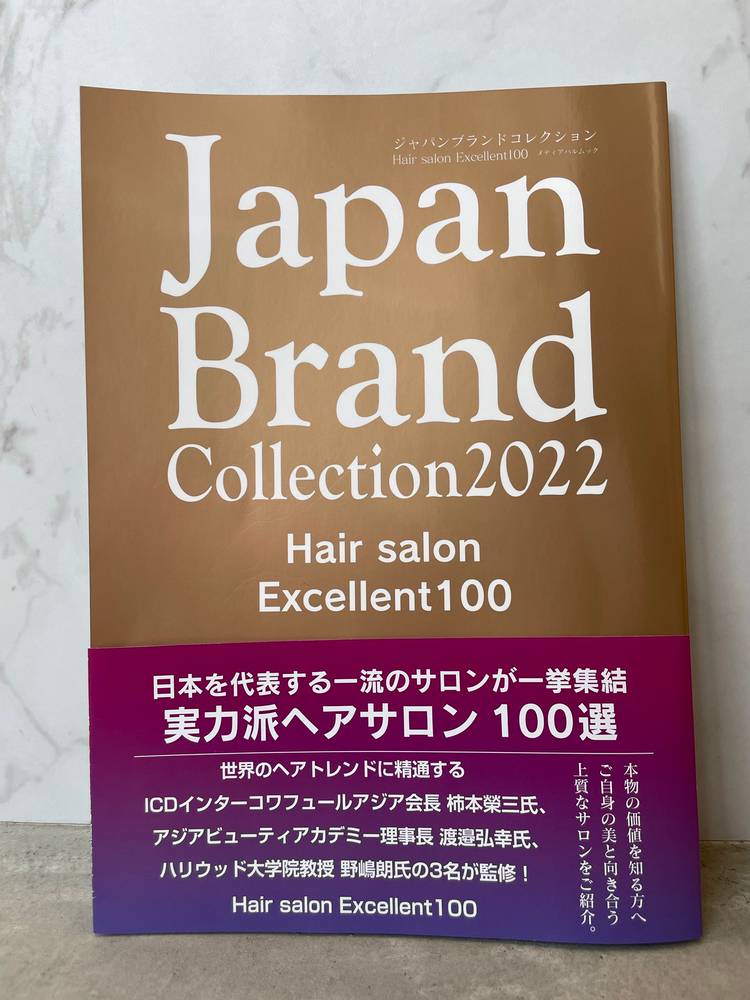 ジャパンブランドコレクション
Hair salon Excellent100 メディアパルムック
Japan
Brand
Collection2022
Hair salon
Excellent100
日本を代表する一流のサロンが一挙集結
実力派ヘアサロン 100選
世界のヘアトレンドに精通する
ICDインターコワフュールアジア会長 柿本榮三氏、
アジアビューティアカデミー理事長 渡邉弘幸氏、
ハリウッド大学院教授 野嶋朗氏の3名が監修！
Hair salon Excellent100
本物の価値を知る方へ
ご自身の美と向き合う
上質なサロンをご紹介。